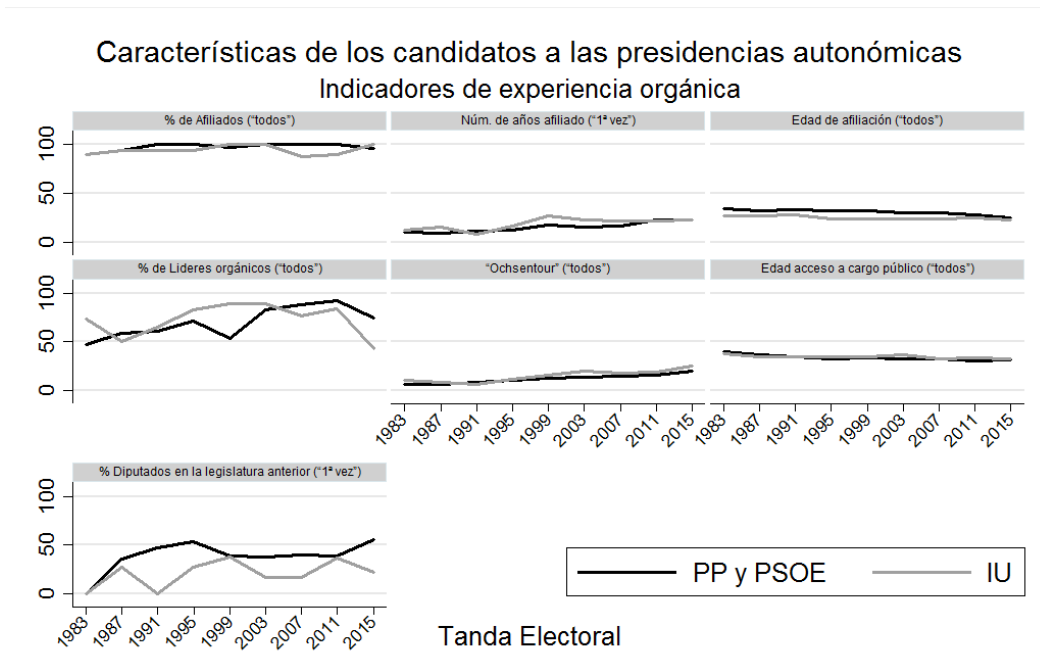 Características de los candidatos a las presidencias autonómicas
Indicadores de experiencia orgánica
% de Afiliados (“todos”)
Núm. de años afiliado (“1ª vez”)
Edad de afiliación (“todos”)
100
50
0
% de Lideres orgánicos (“todos”)
“Ochsentour” (“todos”)
Edad acceso a cargo público (“todos”)
100
50
0
1983 1987 1991 1995 1999 2003 2007 2011 2015
1983 1987 1991 1995 1999 2003 2007 2011 2015
% Diputados en la legislatura anterior (“1ª vez”)
100
50
0
1983 1987 1991 1995 1999 2003 2007 2011 2015
PP y PSOE
IU
Tanda Electoral